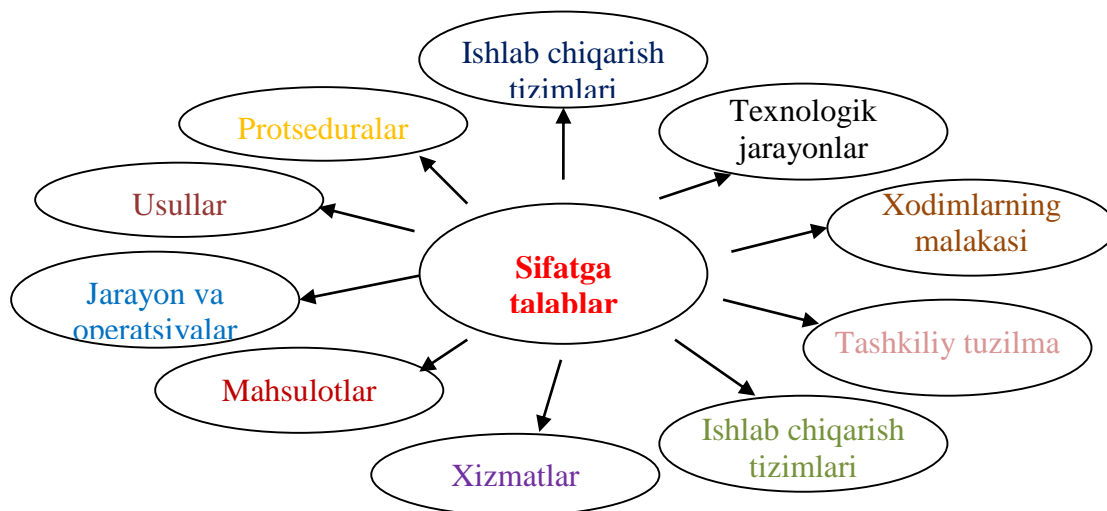 Ishlab chiqarish
tizimlari
Protseduralar
Texnologik
jarayonlar
Usullar
Xodimlarning
malakasi
Sifatga
talablar
Jarayon va
operatsiyalar
Tashkiliy tuzilma
Mahsulotlar
Ishlab chiqarish
tizimlari
Xizmatlar